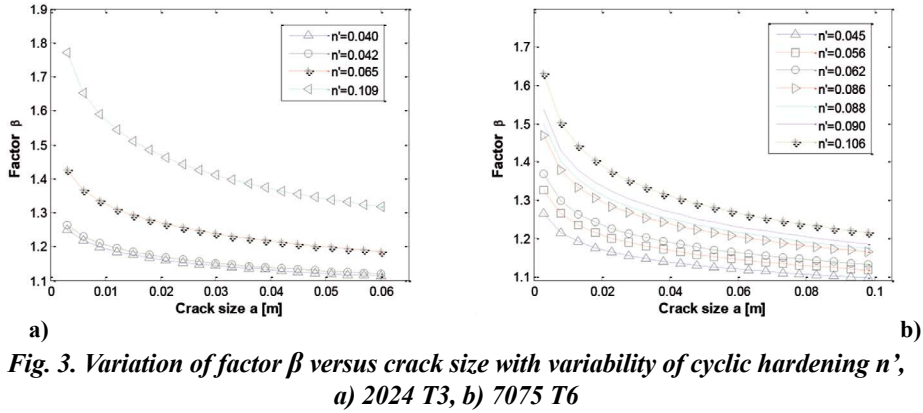 1.9
1.8
1.7
1.6
1.5
1.4
1.3
1.2
1.1
Factor β
0 0.01 0.02 0.03 0.04 0.05 0.06
Crack size a [m]
n'=0.040
n'=0.042
n'=0.065
n'=0.109
a)
1.7
1.6
1.5
1.4
1.3
1.2
1.1
Factor β
0 0.02 0.04 0.06 0.08 0.1
Crack size a [m]
n'=0.045
n'=0.056
n'=0.062
n'=0.086
n'=0.088
n'=0.090
n'=0.106
b)
Fig. 3. Variation of factor β versus crack size with variability of cyclic hardening n’,
a) 2024 T3, b) 7075 T6